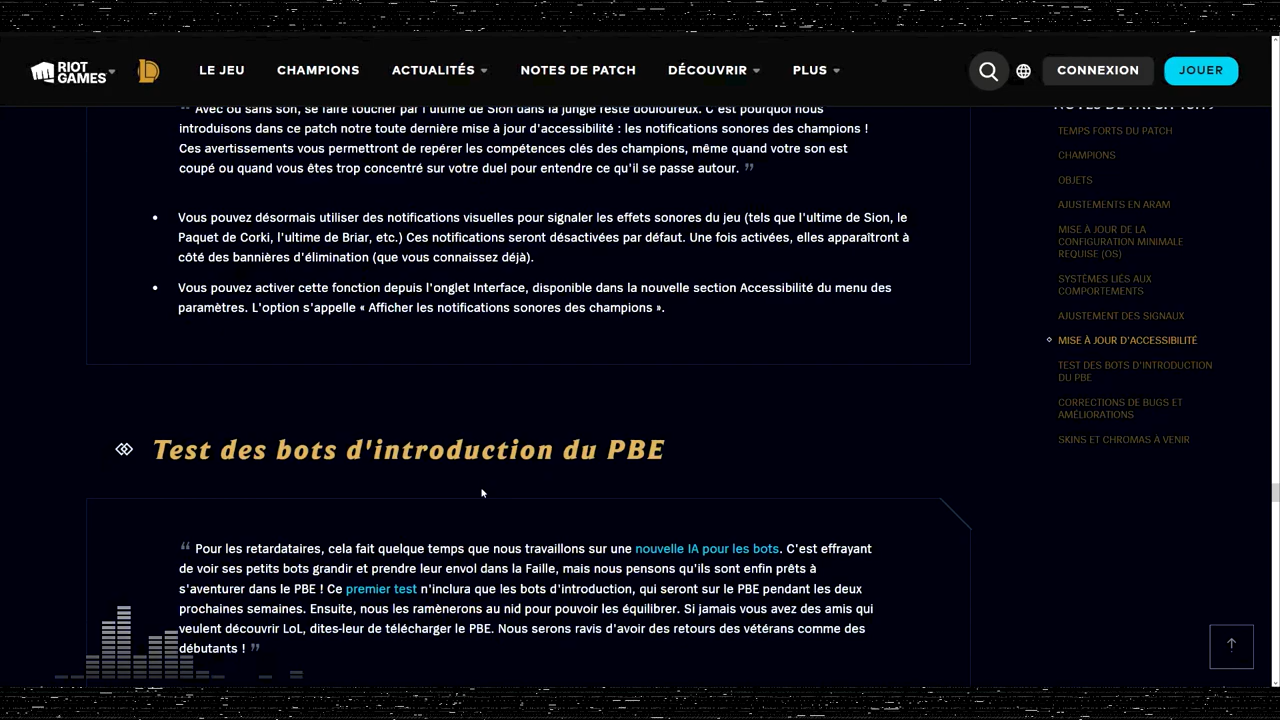 RIOT GAMES
LE JEU
CHAMPIONS
ACTUALITÉS
NOTES DE PATCH
DÉCOUVRIR
PLUS
CONNEXION
JOUER
“ Avec ou sans son, se faire toucher par l'ultime de Sion dans la jungle reste douloureux. C'est pourquoi nous
introduisons dans ce patch notre toute dernière mise à jour d'accessibilité : les notifications sonores des champions !
Ces avertissements vous permettront de repérer les compétences clés des champions, même quand votre son est
coupé ou quand vous êtes trop concentré sur votre duel pour entendre ce qu'il se passe autour. ”
• Vous pouvez désormais utiliser des notifications visuelles pour signaler les effets sonores du jeu (tels que l'ultime de Sion, le
Paquet de Corki, l'ultime de Briar, etc.) Ces notifications seront désactivées par défaut. Une fois activées, elles apparaîtront à
côté des bannières d'élimination (que vous connaissez déjà).
• Vous pouvez activer cette fonction depuis l'onglet Interface, disponible dans la nouvelle section Accessibilité du menu des
paramètres. L'option s'appelle « Afficher les notifications sonores des champions ».
Test des bots d'introduction du PBE
“ Pour les retardataires, cela fait quelque temps que nous travaillons sur une nouvelle IA pour les bots. C'est effrayant
de voir ses petits bots grandir et prendre leur envol dans la Faille, mais nous pensons qu'ils sont enfin prêts à
s'aventurer dans le PBE ! Ce premier test n'inclura que les bots d'introduction, qui seront sur le PBE pendant les deux
prochaines semaines. Ensuite, nous les ramènerons au nid pour pouvoir les équilibrer. Si jamais vous avez des amis qui
veulent découvrir LoL, dites-leur de télécharger le PBE. Nous ravis d'avoir des retours des vétérans des
débutants ! ”
NOTES DE PATCH
TEMPS FORTS DU PATCH
CHAMPIONS
OBJETS
AJUSTEMENTS EN ARAM
MISE À JOUR DE LA
CONFIGURATION MINIMALE
REQUISE (OS)
SYSTÈMES LIÉS AUX
COMPORTEMENTS
AJUSTEMENT DES SIGNAUX
MISE À JOUR D'ACCESSIBILITÉ
TEST DES BOTS D'INTRODUCTION
DU PBE
CORRECTIONS DE BUGS ET
AMÉLIORATIONS
SKINS ET CHROMAS À VENIR